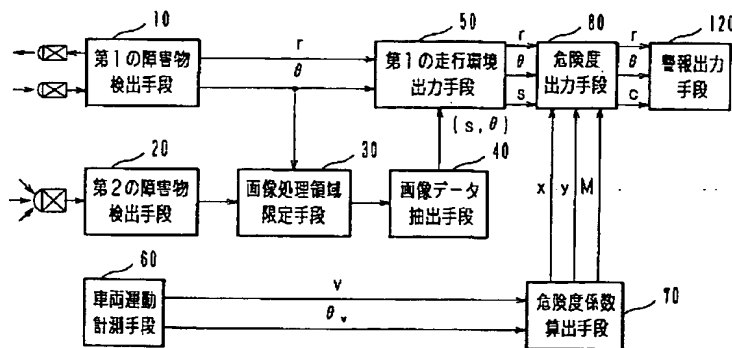 10
第1の障害物
検出手段
r
θ
50
第1の走行環境
出力手段
r
θ
s
80
危険度
出力手段
r
θ
c
120
警報出力
手段
(s,θ)
20
第2の障害物
検出手段
30
画像処理領域
限定手段
40
画像データ
抽出手段
x
y
M
60
車両運動
計測手段
v
θv
危険度係数
算出手段
70